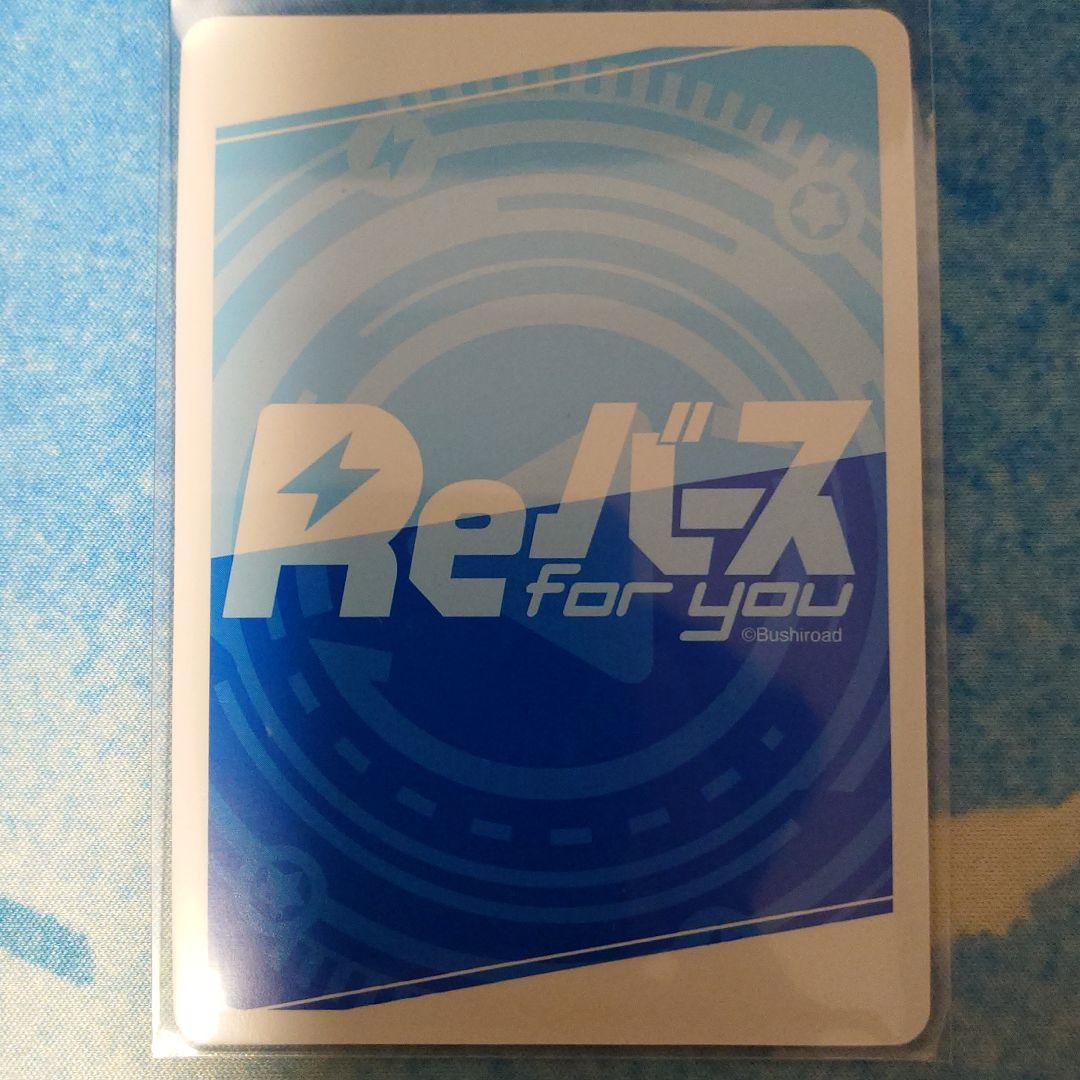 Reバース
for you
©Bushiroad